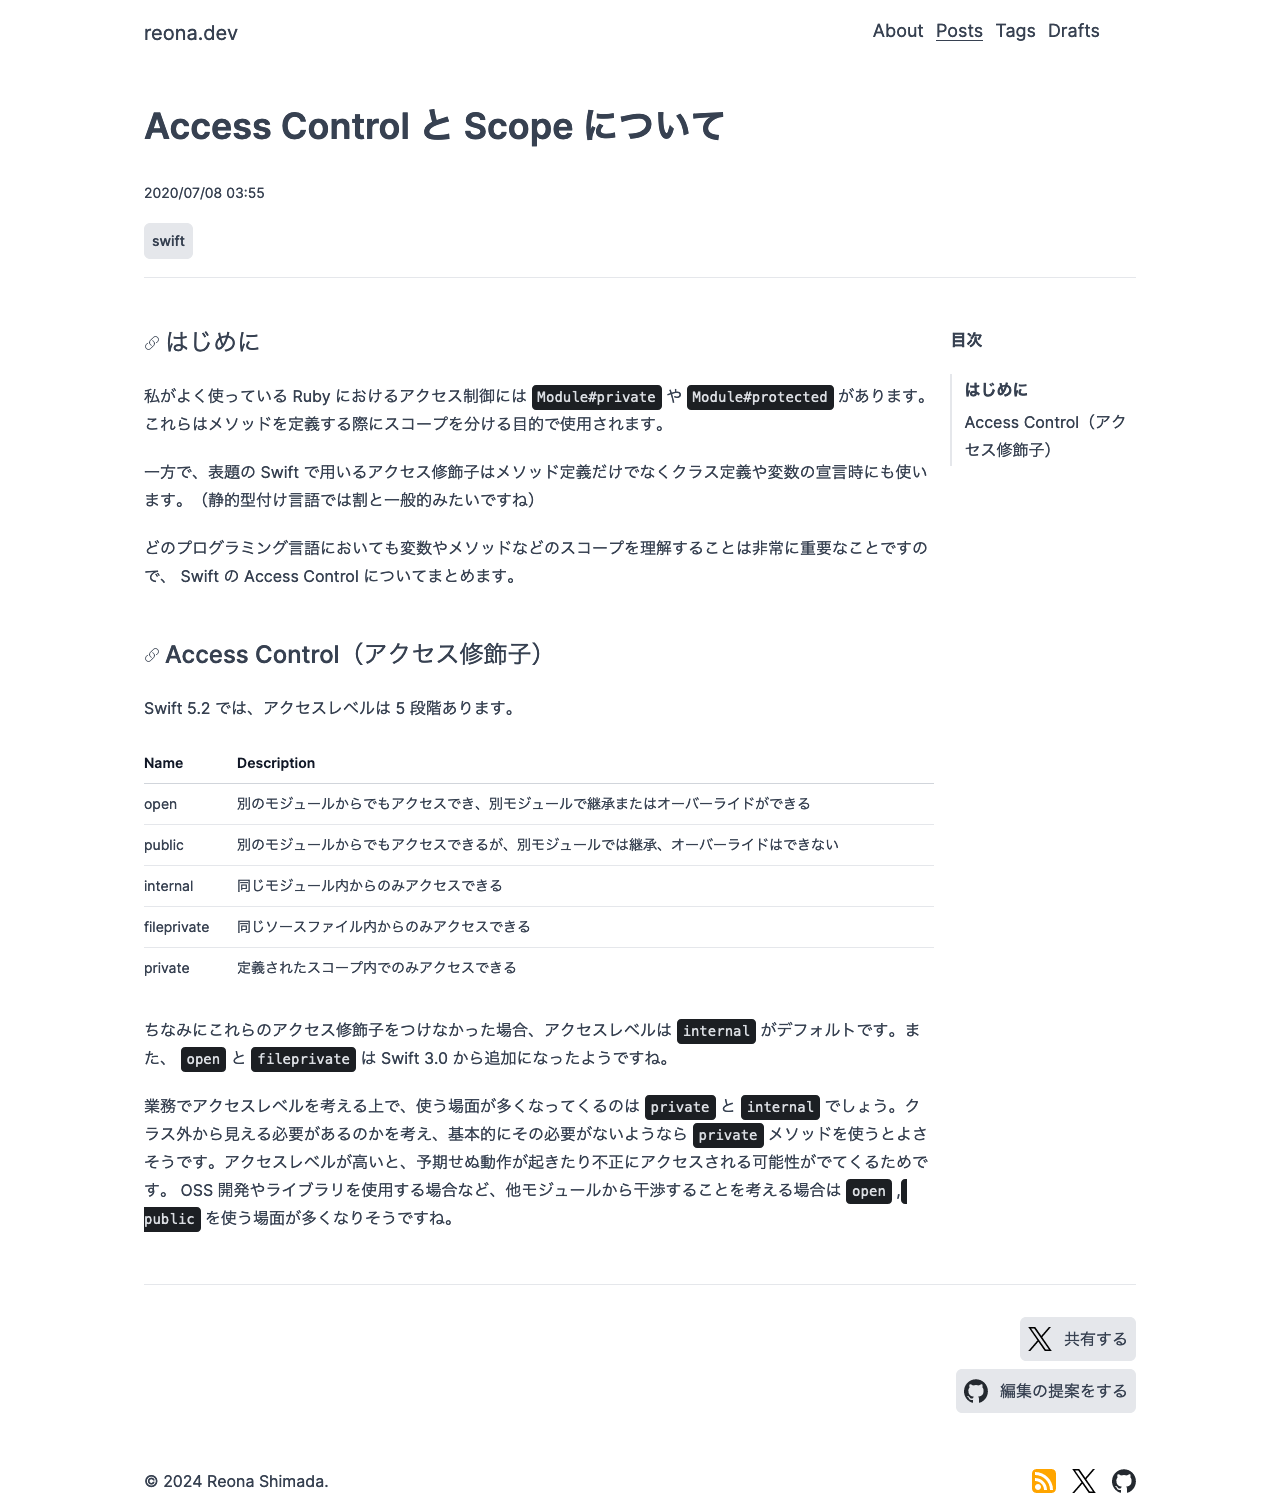 reona.dev
About Posts Tags Drafts
Access Control と Scope について
2020/07/08 03:55
swift
はじめに
私がよく使っている Ruby におけるアクセス制御には Module#private や Module#protected があります。
これらはメソッドを定義する際にスコープを分ける目的で使用されます。
一方で、表題の Swift で用いるアクセス修飾子はメソッド定義だけでなくクラス定義や変数の宣言時にも使い
ます。（静的型付け言語では割と一般的みたいですね）
どのプログラミング言語においても変数やメソッドなどのスコープを理解することは非常に重要なことですの
で、 Swift の Access Control についてまとめます。
目次
はじめに
Access Control（アク
セス修飾子）
Access Control（アクセス修飾子）
Swift 5.2 では、アクセスレベルは 5 段階あります。
Name Description
open 別のモジュールからでもアクセスでき、別モジュールで継承またはオーバーライドができる
public 別のモジュールからでもアクセスできるが、別モジュールでは継承、オーバーライドはできない
internal 同じモジュール内からのみアクセスできる
fileprivate 同じソースファイル内からのみアクセスできる
private 定義されたスコープ内でのみアクセスできる
ちなみにこれらのアクセス修飾子をつけなかった場合、アクセスレベルは internal がデフォルトです。ま
た、 open と fileprivate は Swift 3.0 から追加になったようですね。
業務でアクセスレベルを考える上で、使う場面が多くなってくるのは private と internal でしょう。ク
ラス外から見える必要があるのかを考え、基本的にその必要がないようなら private メソッドを使うとよさ
そうです。アクセスレベルが高いと、予期せぬ動作が起きたり不正にアクセスされる可能性がでてくるためで
す。 OSS 開発やライブラリを使用する場合など、他モジュールから干渉することを考える場合は open ,
public を使う場面が多くなりそうですね。
共有する
編集の提案をする
© 2024 Reona Shimada.